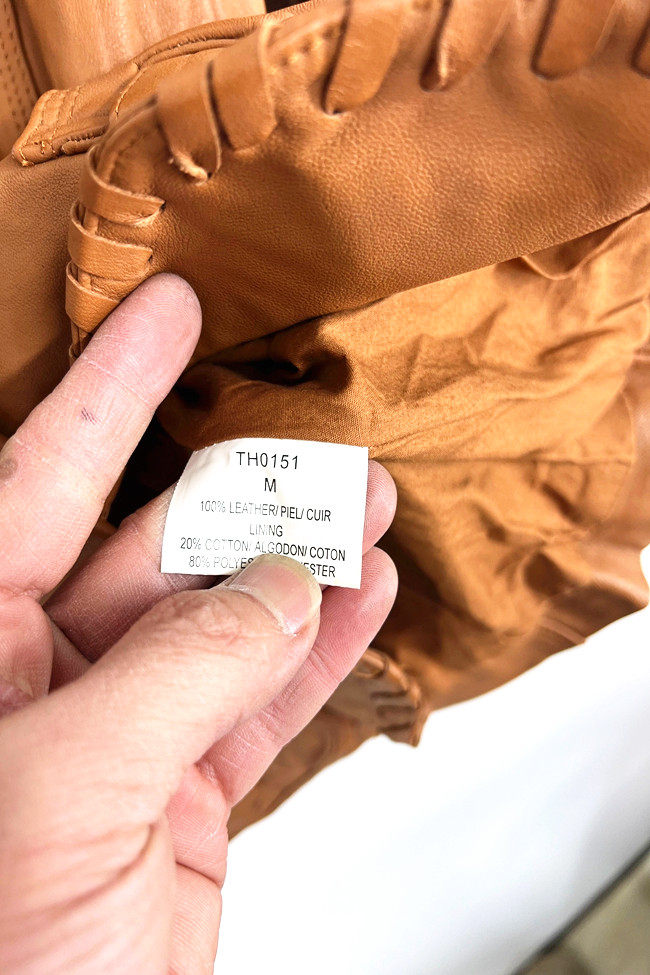 TH0151
M
100% LEATHER/ PIEL/ CUIR
LINING
20% COTTON/ ALGODON/ COTON
80%